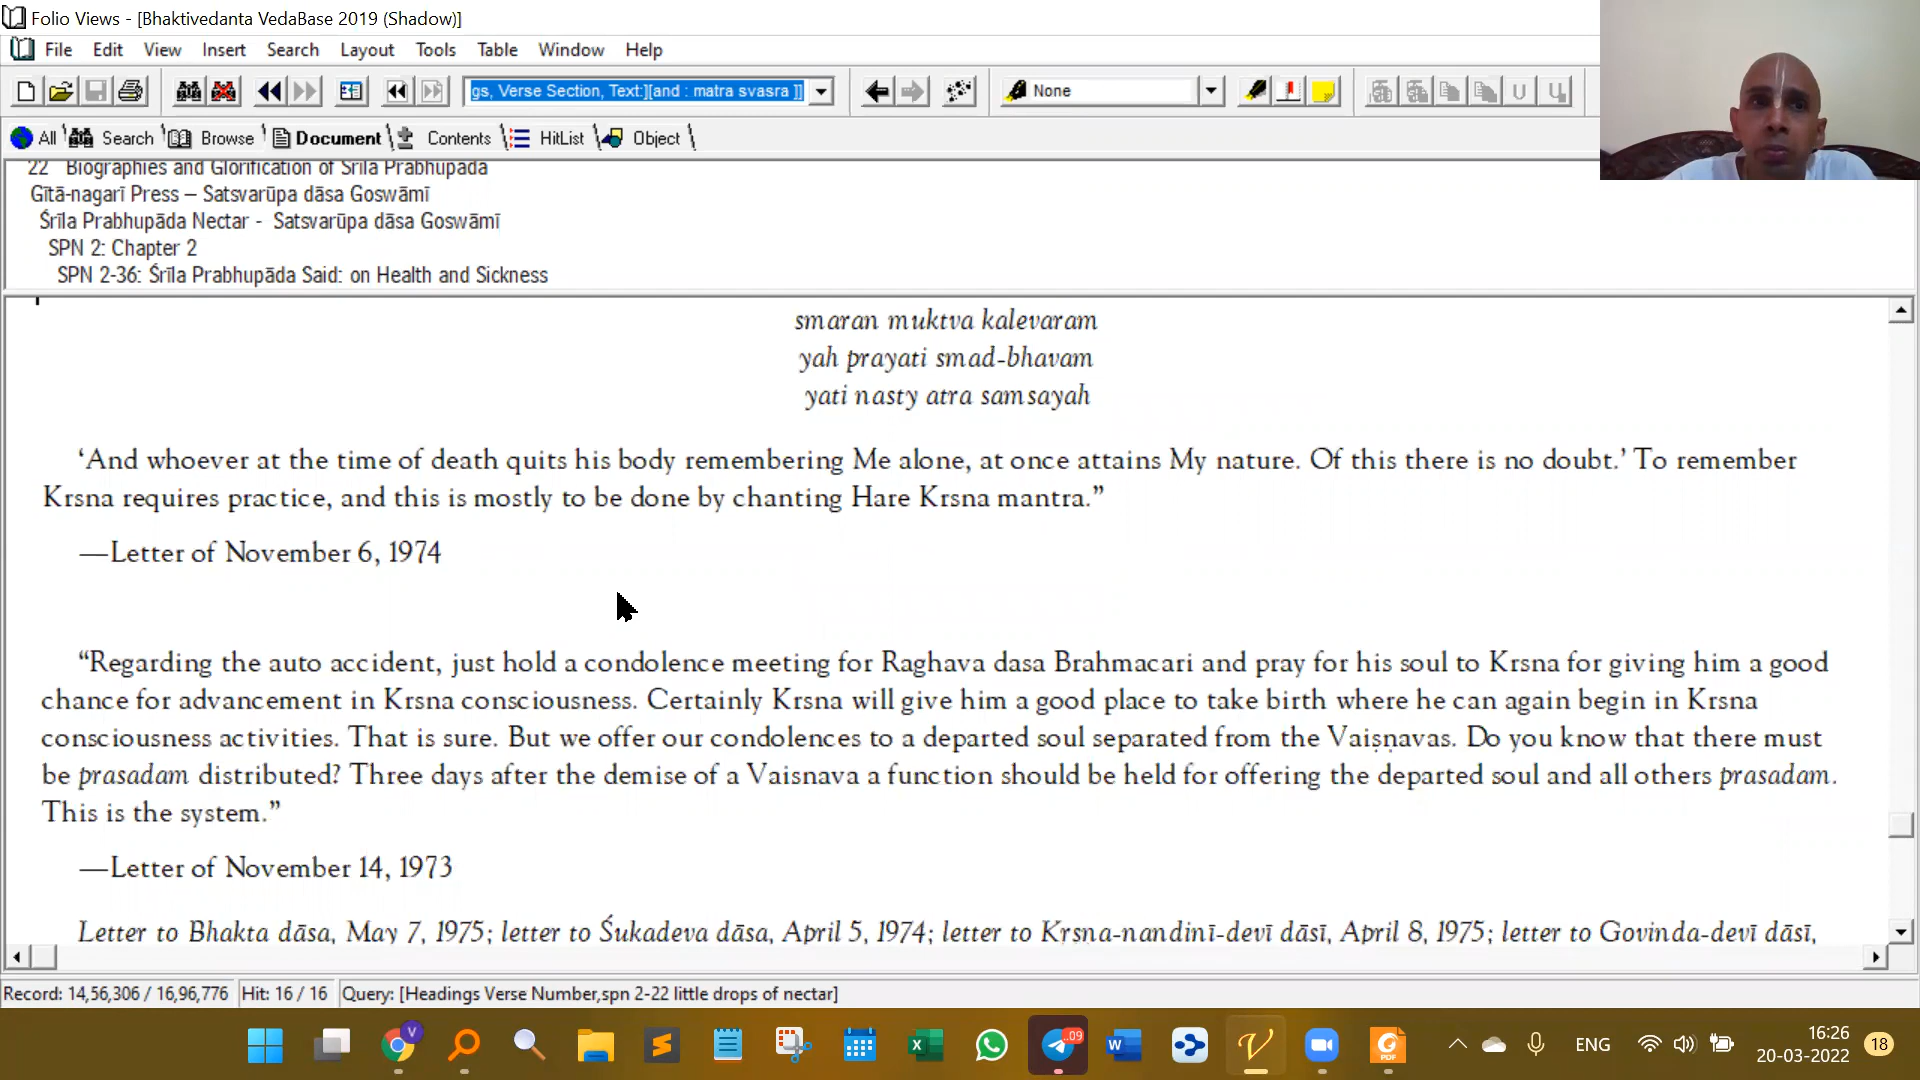 Folio Views - [Bhaktivedanta VedaBase 2019 (Shadow)]
File Edit View Insert Search Layout Tools Table Window Help
gs, Verse Section, Text:][and : matra svasra ]] None
All Search Browse Document Contents HitList Object
22 Biographies and Glorification of Srila Prabhupada
Gītā-nagarī Press – Satsvarūpa dāsa Goswāmī
Śrīla Prabhupāda Nectar - Satsvarūpa dāsa Goswāmī
SPN 2: Chapter 2
SPN 2-36: Śrīla Prabhupāda Said: on Health and Sickness
smaran muktva kalevaram
yah prayati smad-bhavam
yati nasty atra samsayah
‘And whoever at the time of death quits his body remembering Me alone, at once attains My nature. Of this there is no doubt.’ To remember
Krsna requires practice, and this is mostly to be done by chanting Hare Krsna mantra.”
—Letter of November 6, 1974
“Regarding the auto accident, just hold a condolence meeting for Raghava dasa Brahmacari and pray for his soul to Krsna for giving him a good
chance for advancement in Krsna consciousness. Certainly Krsna will give him a good place to take birth where he can again begin in Krsna
consciousness activities. That is sure. But we offer our condolences to a departed soul separated from the Vaiṣṇavas. Do you know that there must
be prasadam distributed? Three days after the demise of a Vaisnava a function should be held for offering the departed soul and all others prasadam.
This is the system.”
—Letter of November 14, 1973
Letter to Bhakta dāsa, May 7, 1975; letter to Śukadeva dāsa, April 5, 1974; letter to Kṛṣṇa-nandinī-devī dāsī, April 8, 1975; letter to Govinda-devī dāsī,
Record: 14,56,306 / 16,96,776 Hit: 16 / 16 Query: [Headings Verse Number,spn 2-22 little drops of nectar]
V ..09 ENG 16:26
20-03-2022 18